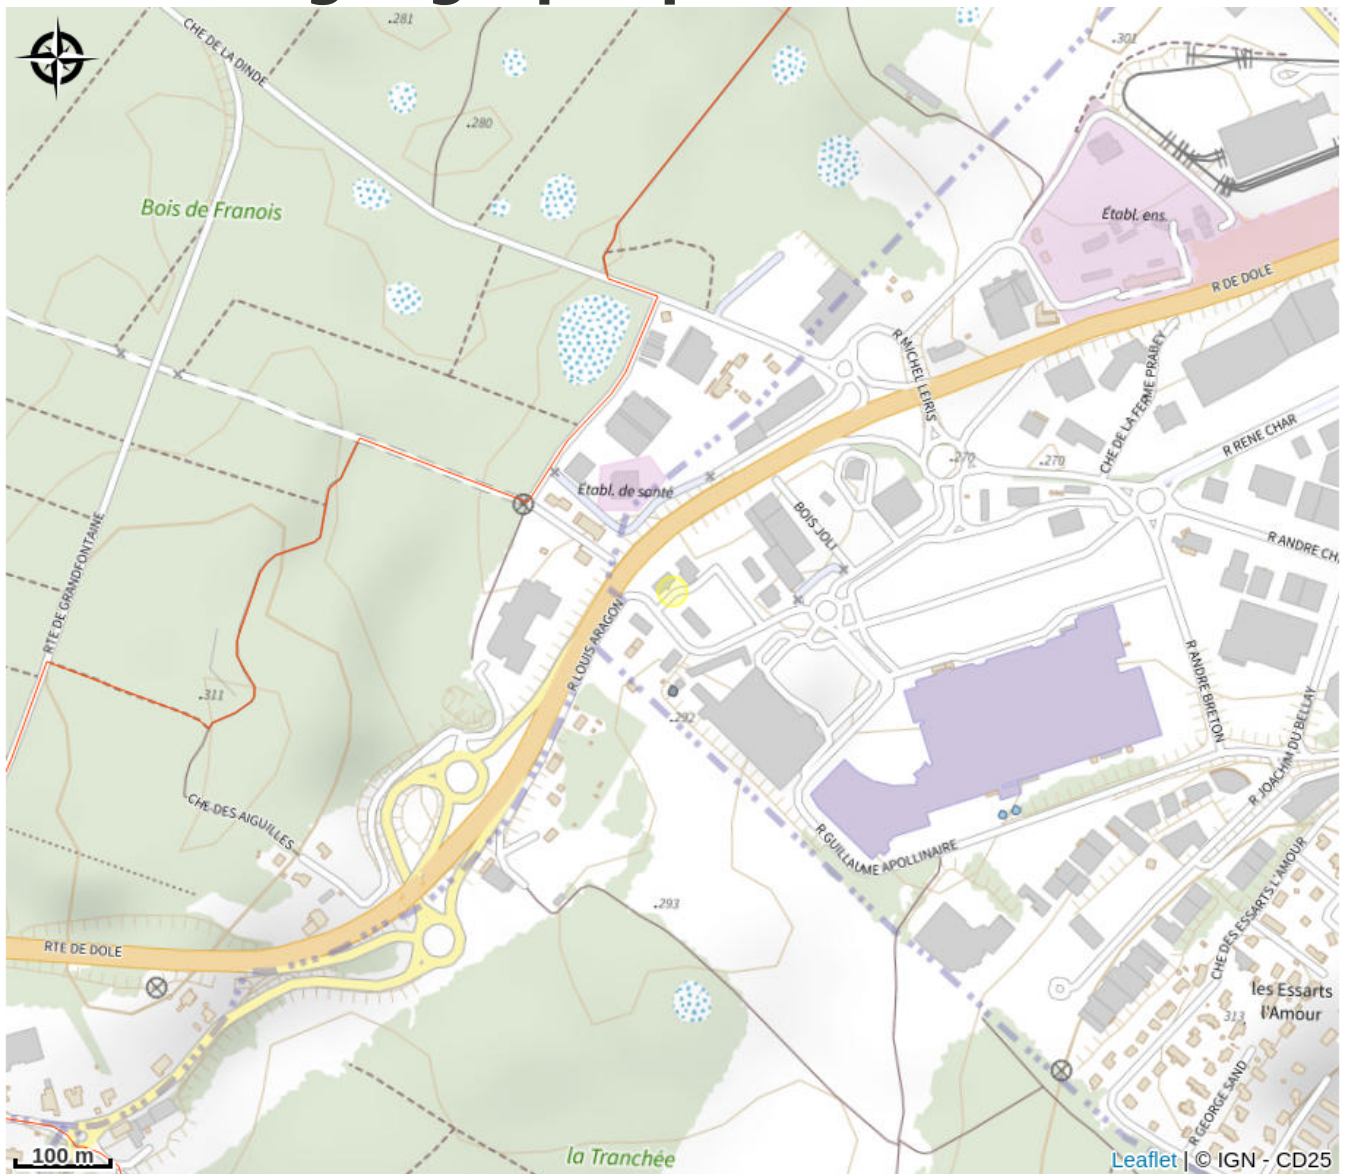 .281
CHE DE LA DINDE
.301
.280
Bois de Franois
Établ. ens.
R DE DOLE
R MICHEL LEIRIS
CHE DE LA FERME PRABEY
R RENE CHAR
.270
.270
Établ. de santé
BOIS JOLI
R ANDRE CH
RTE DE GRANDFONTAINE
R LOUIS ARAGON
R ANDRE BRETON
.311
.292
R JOACHIM DU BELLAY
CHE DES AIGUILLES
R GUILLAUME APOLLINAIRE
CHE DES ESSARTS L'AMOUR
.293
RTE DE DOLE
les Essarts
l'Amour
313
R GEORGE SAND
la Tranchée
100 m
Leaflet | © IGN - CD25